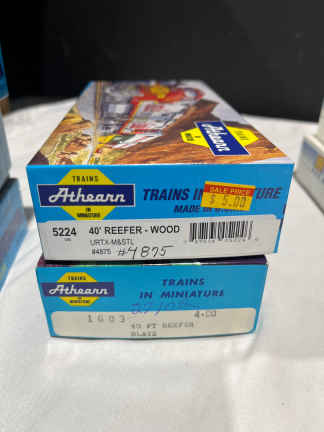 TRAINS
Athearn
IN
MINIATURE
TRAINS
Athearn
IN
MINIATURE
TRAINS IN MINIATURE
MADE IN
SALE PRICE
$ 5.00
5224
40' REEFER - WOOD
URTX-M&STL
#4875
#4875
Athearn
TRAINS
IN MINIATURE
1603
4.00
40 FT REEFER